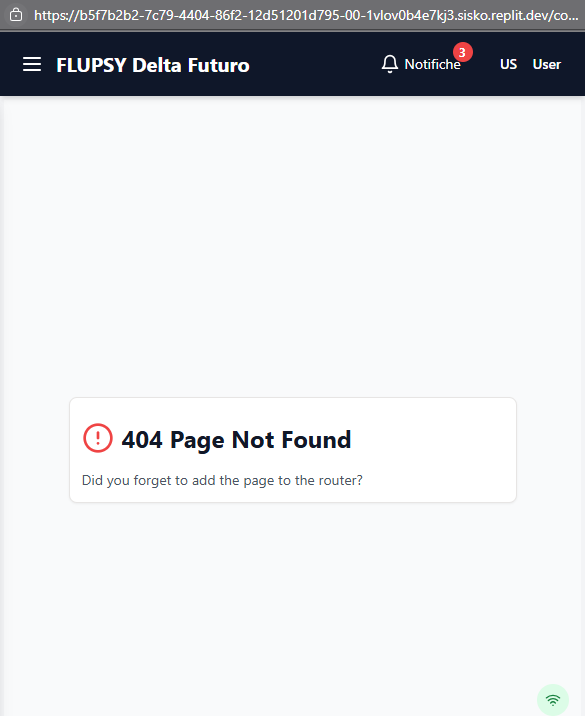 https://b5f7b2b2-7c79-4404-86f2-12d51201d795-00-1vlov0b4e7kj3.sisko.replit.dev/co...
FLUPSY Delta Futuro
Notifiche
3
US
User
404 Page Not Found
Did you forget to add the page to the router?